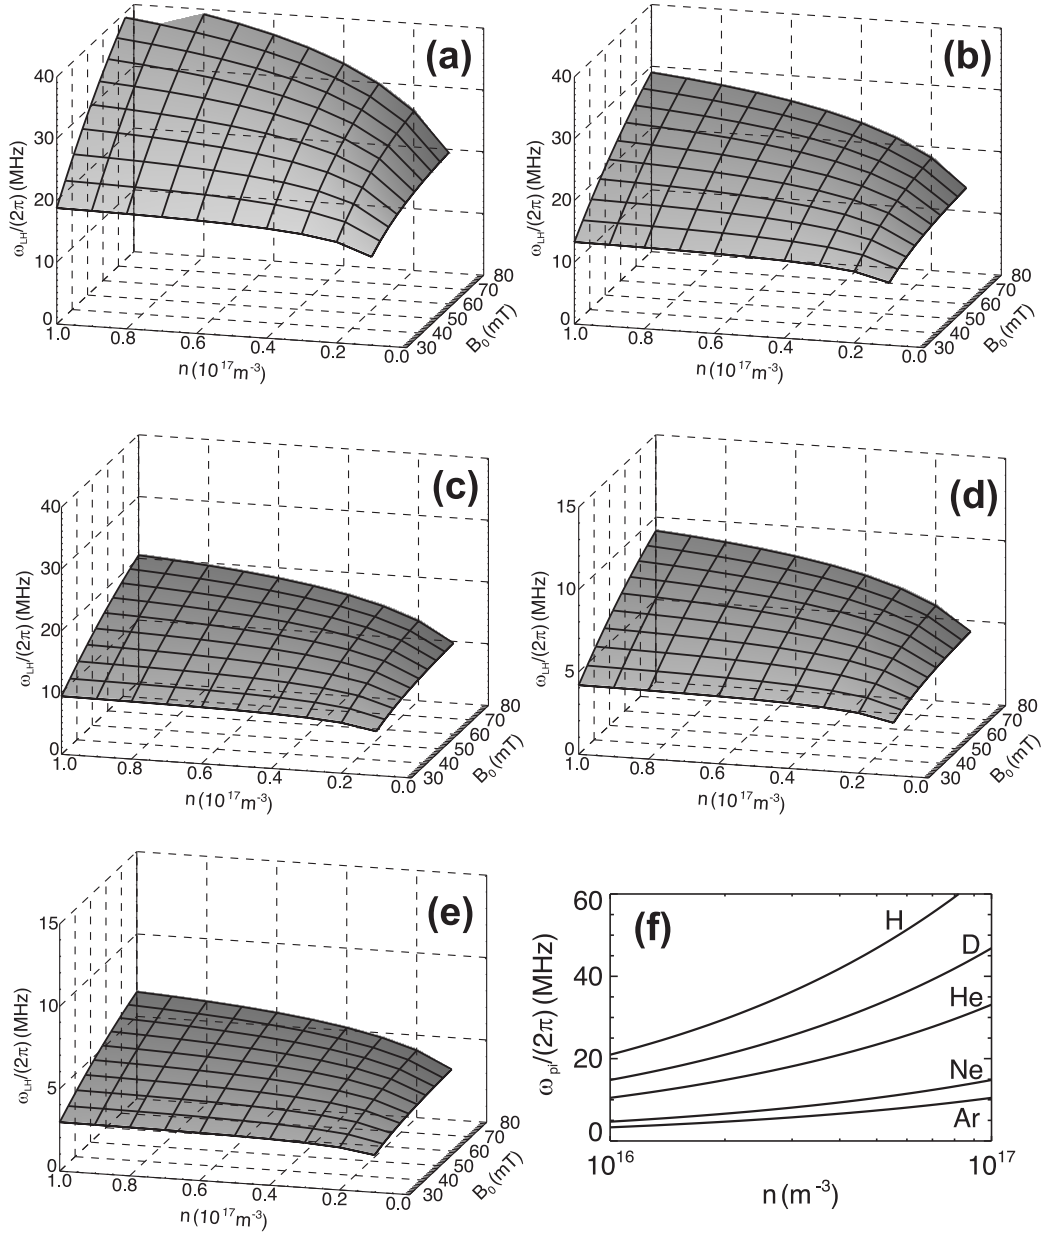 (a)
40
30
20
10
0
ω_LH/(2π) (MHz)
1.0 0.8 0.6 0.4 0.2 0.0
n (10^17 m^-3)
30 40 50 60 70 80
B_0 (mT)
(b)
40
30
20
10
0
ω_LH/(2π) (MHz)
1.0 0.8 0.6 0.4 0.2 0.0
n (10^17 m^-3)
30 40 50 60 70 80
B_0 (mT)
(c)
40
30
20
10
0
ω_LH/(2π) (MHz)
1.0 0.8 0.6 0.4 0.2 0.0
n (10^17 m^-3)
30 40 50 60 70 80
B_0 (mT)
(d)
15
10
5
0
ω_LH/(2π) (MHz)
1.0 0.8 0.6 0.4 0.2 0.0
n (10^17 m^-3)
30 40 50 60 70 80
B_0 (mT)
(e)
15
10
5
0
ω_LH/(2π) (MHz)
1.0 0.8 0.6 0.4 0.2 0.0
n (10^17 m^-3)
30 40 50 60 70 80
B_0 (mT)
(f)
60
40
20
0
ω_pi/(2π) (MHz)
H
D
He
Ne
Ar
10^16 10^17
n (m^-3)